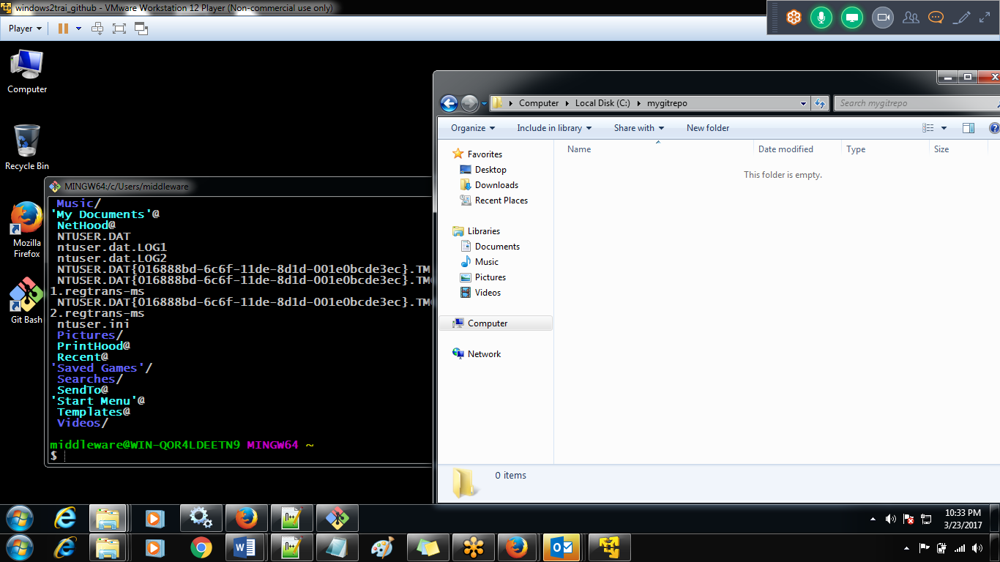 windows2trai_github - VMware Workstation 12 Player (Non-commercial use only)
Player
Computer
Recycle Bin
Mozilla
Firefox
Git Bash
MINGW64:/c/Users/middleware
Music/
'My Documents'@
NetHood@
NTUSER.DAT
ntuser.dat.LOG1
ntuser.dat.LOG2
NTUSER.DAT{016888bd-6c6f-11de-8d1d-001e0bcde3ec}.TM
NTUSER.DAT{016888bd-6c6f-11de-8d1d-001e0bcde3ec}.TM
1.regtrans-ms
NTUSER.DAT{016888bd-6c6f-11de-8d1d-001e0bcde3ec}.TM
2.regtrans-ms
ntuser.ini
Pictures/
PrintHood@
Recent@
'Saved Games'/
Searches/
SendTo@
'Start Menu'@
Templates@
Videos/
middleware@WIN-QOR4LDEETN9 MINGW64 ~
$
Computer Local Disk (C:) mygitrepo
Search mygitrepo
Organize Include in library Share with New folder
Favorites
Desktop
Downloads
Recent Places
Libraries
Documents
Music
Pictures
Videos
Computer
Network
Name Date modified Type Size
This folder is empty.
0 items
10:33 PM
3/23/2017